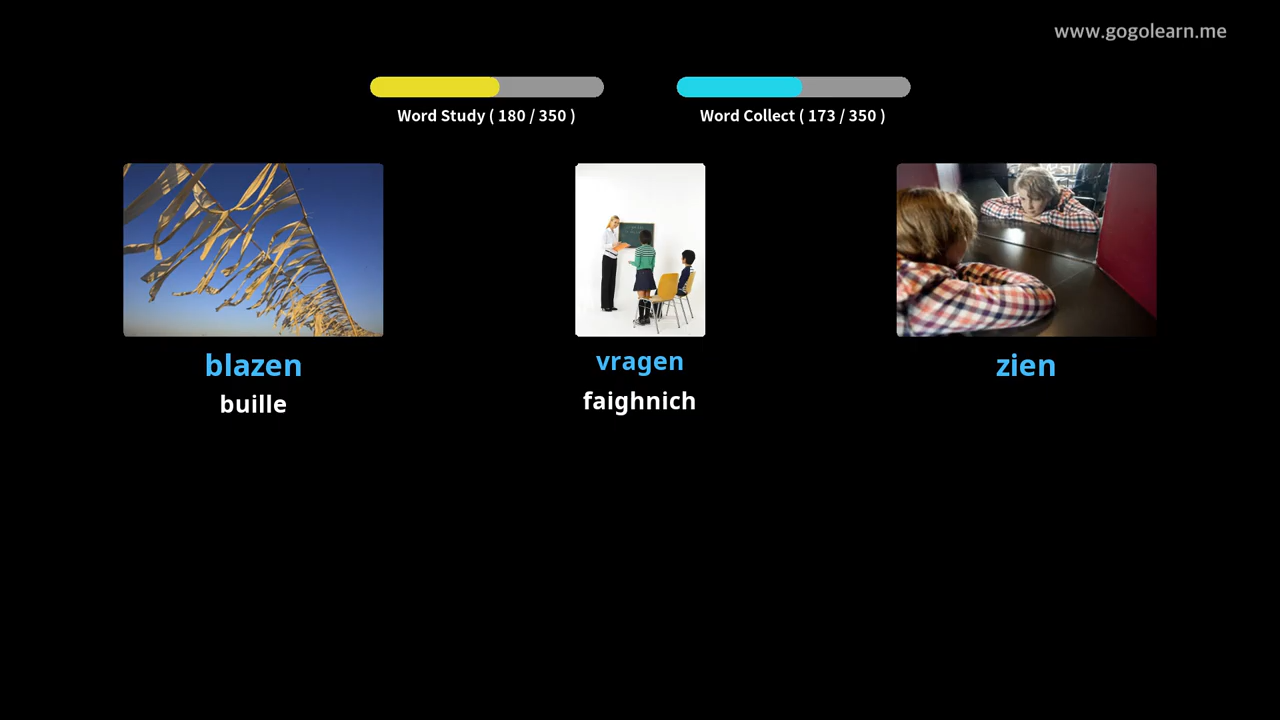 www.gogolearn.me
Word Study ( 180 / 350 )
Word Collect ( 173 / 350 )
blazen
buille
vragen
faighnich
zien